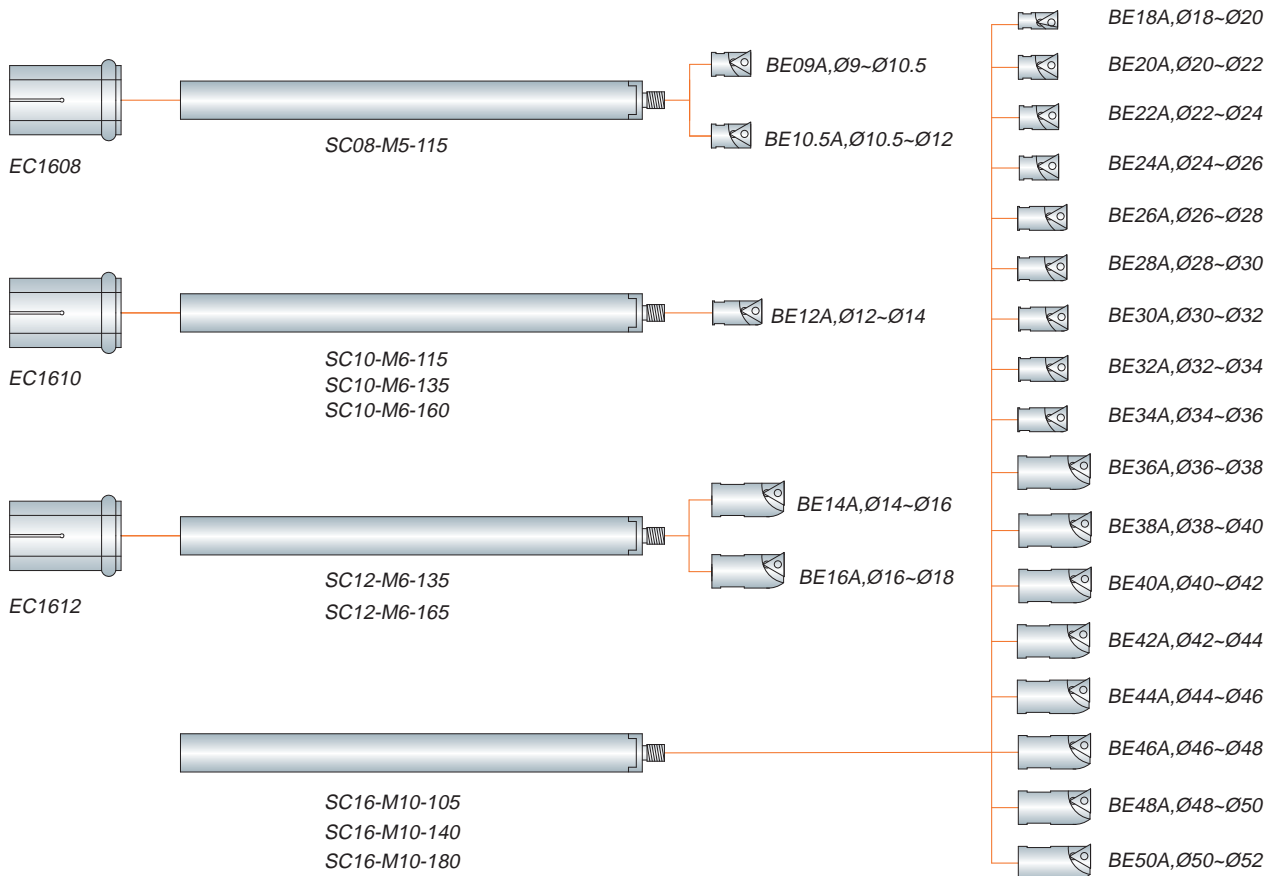 EC1608
SC08-M5-115
BE09A,Ø9~Ø10.5
BE10.5A,Ø10.5~Ø12
EC1610
SC10-M6-115
SC10-M6-135
SC10-M6-160
BE12A,Ø12~Ø14
EC1612
SC12-M6-135
SC12-M6-165
BE14A,Ø14~Ø16
BE16A,Ø16~Ø18
SC16-M10-105
SC16-M10-140
SC16-M10-180
BE18A,Ø18~Ø20
BE20A,Ø20~Ø22
BE22A,Ø22~Ø24
BE24A,Ø24~Ø26
BE26A,Ø26~Ø28
BE28A,Ø28~Ø30
BE30A,Ø30~Ø32
BE32A,Ø32~Ø34
BE34A,Ø34~Ø36
BE36A,Ø36~Ø38
BE38A,Ø38~Ø40
BE40A,Ø40~Ø42
BE42A,Ø42~Ø44
BE44A,Ø44~Ø46
BE46A,Ø46~Ø48
BE48A,Ø48~Ø50
BE50A,Ø50~Ø52